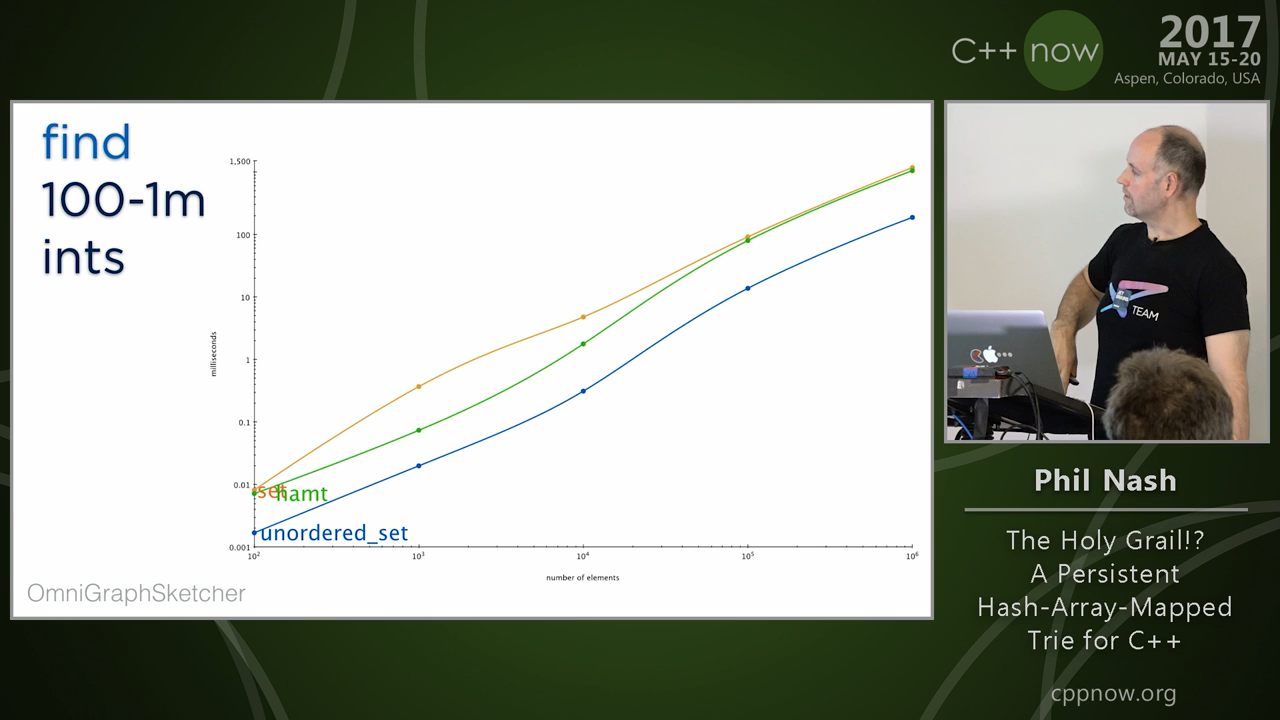 C++ now
2017
MAY 15-20
Aspen, Colorado, USA
find
100-1m
ints
1,500
100
10
1
0.1
0.01
0.001
milliseconds
set
hamt
unordered_set
10²
10³
10⁴
10⁵
10⁶
number of elements
OmniGraphSketcher
TEAM
Phil Nash
The Holy Grail!?
A Persistent
Hash-Array-Mapped
Trie for C++
cppnow.org